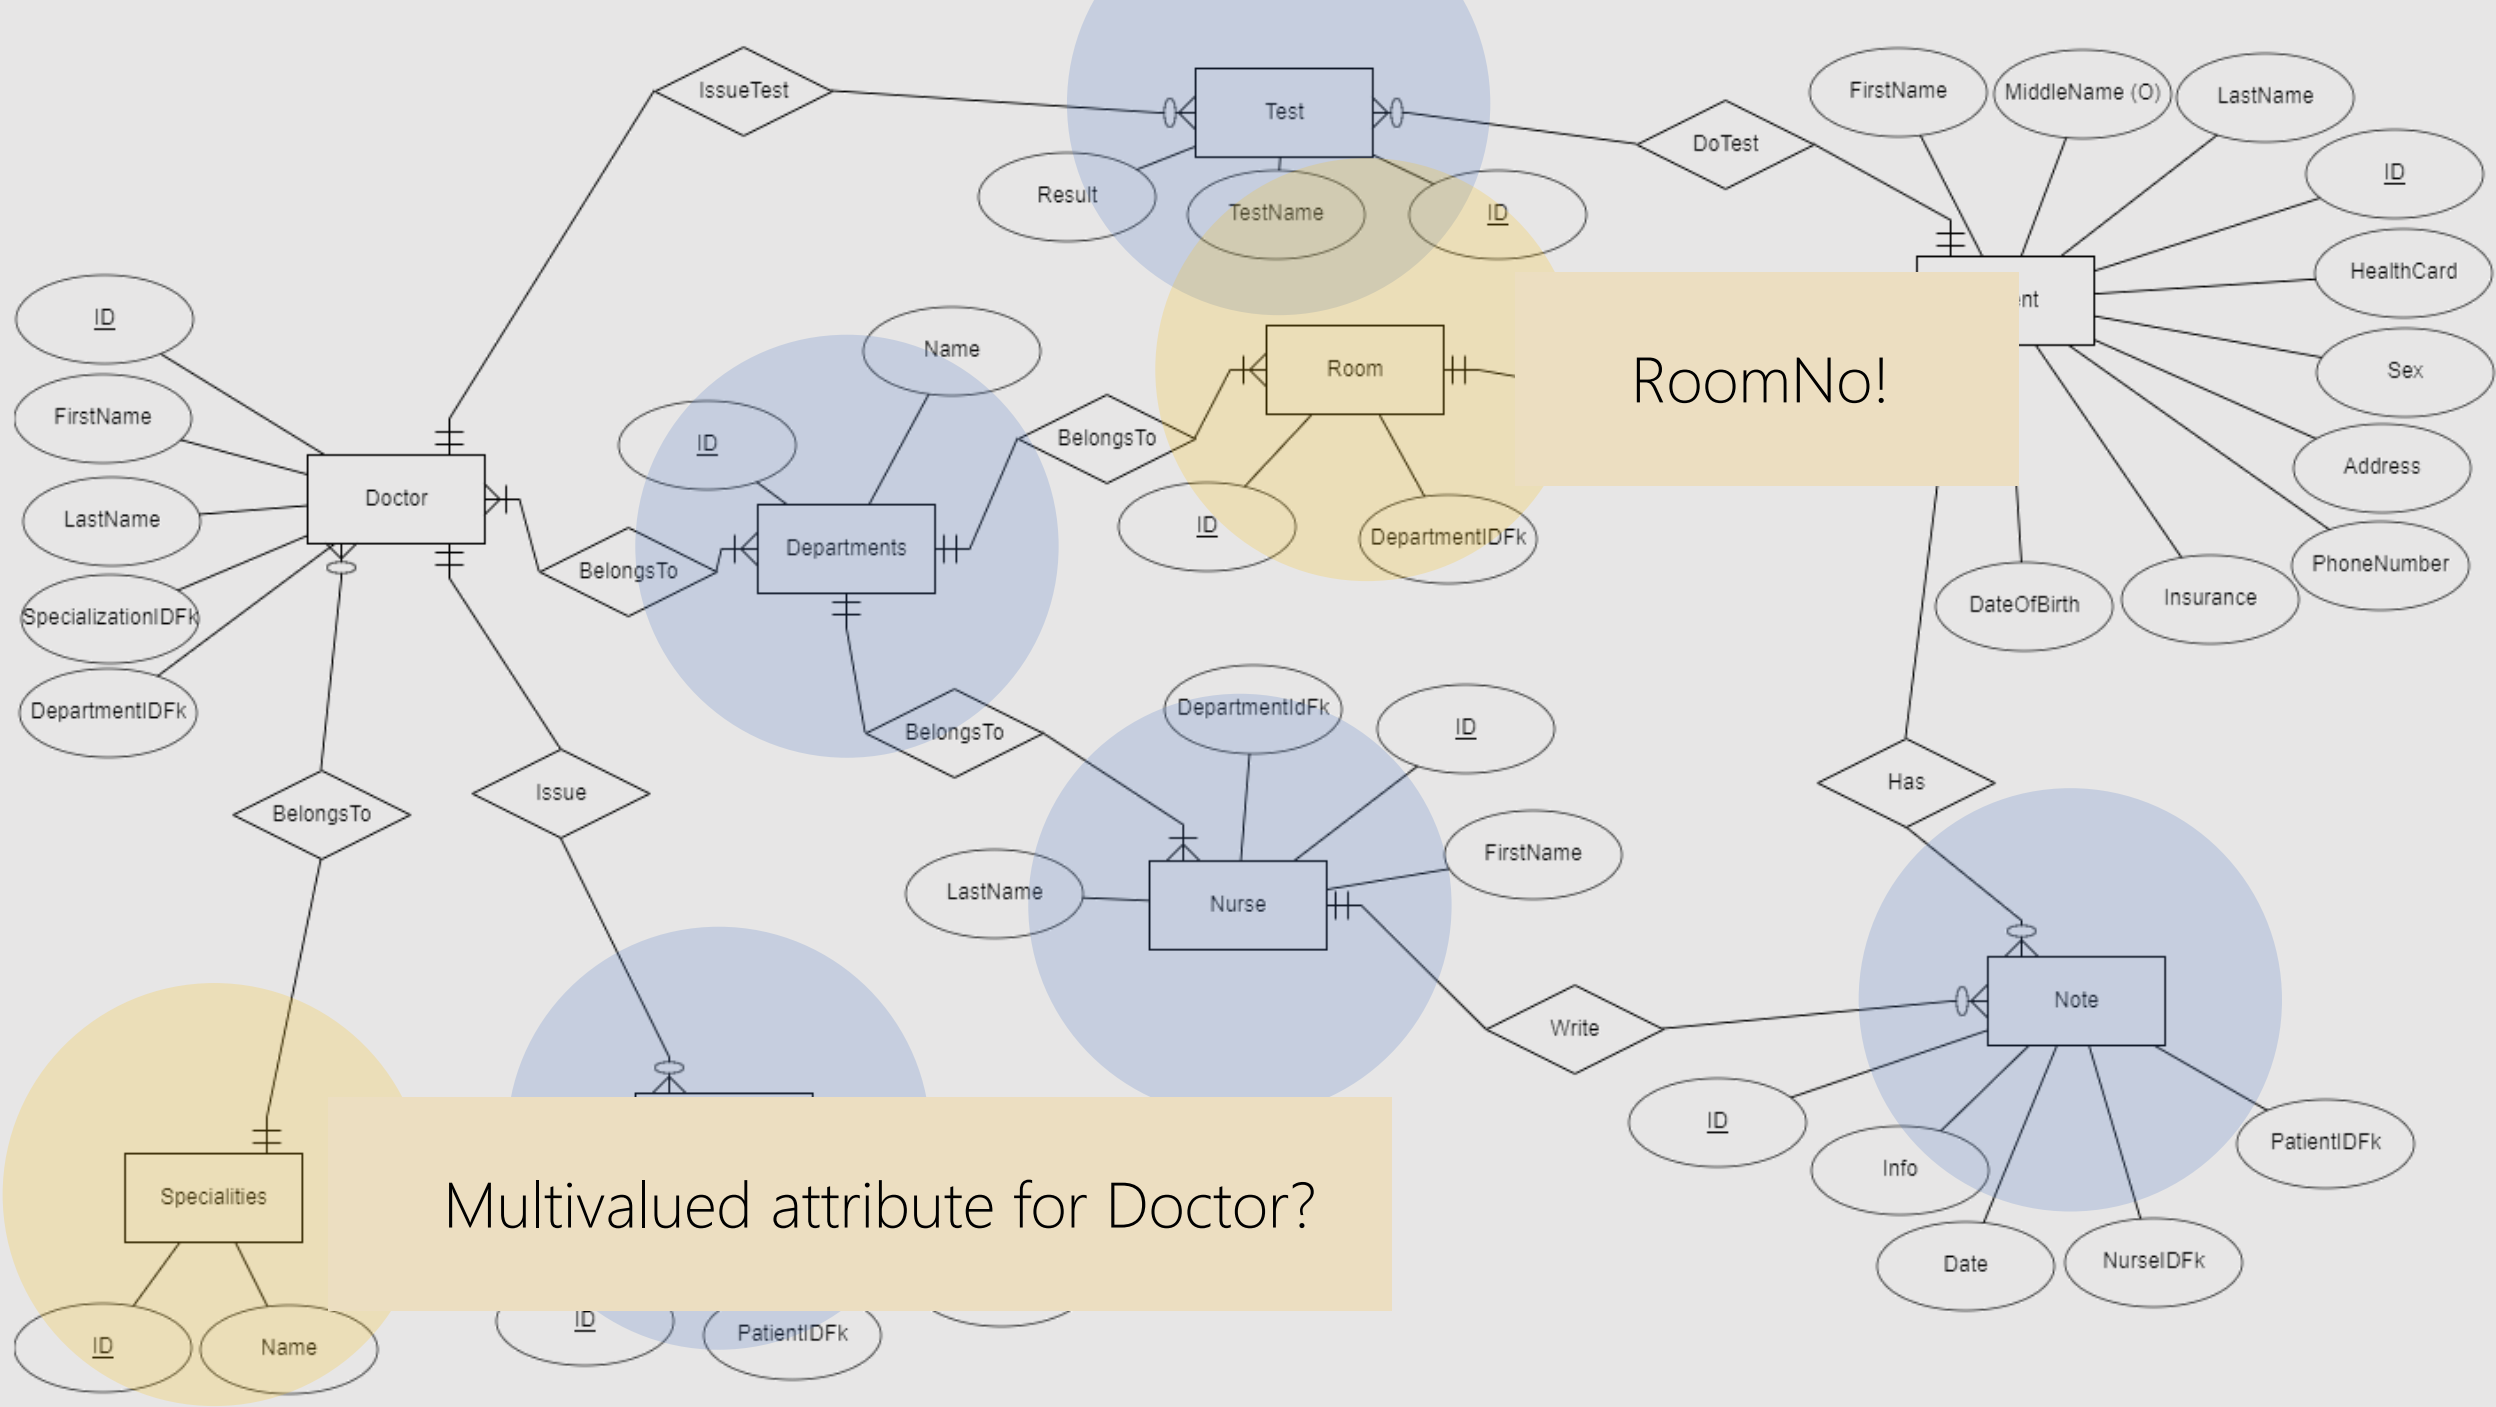 IssueTest
Test
DoTest
FirstName
MiddleName (O)
LastName
ID
Result
TestName
ID
HealthCard
ID
Name
Room
RoomNo!
Sex
FirstName
ID
BelongsTo
Address
LastName
Doctor
Departments
BelongsTo
ID
DepartmentIDFk
PhoneNumber
SpecializationIDFk
DateOfBirth
Insurance
DepartmentIDFk
BelongsTo
DepartmentIdFk
ID
BelongsTo
Issue
Has
FirstName
LastName
Nurse
Write
Note
ID
Info
PatientIDFk
Specialities
Multivalued attribute for Doctor?
Date
NurseIDFk
ID
Name
ID
PatientIDFk